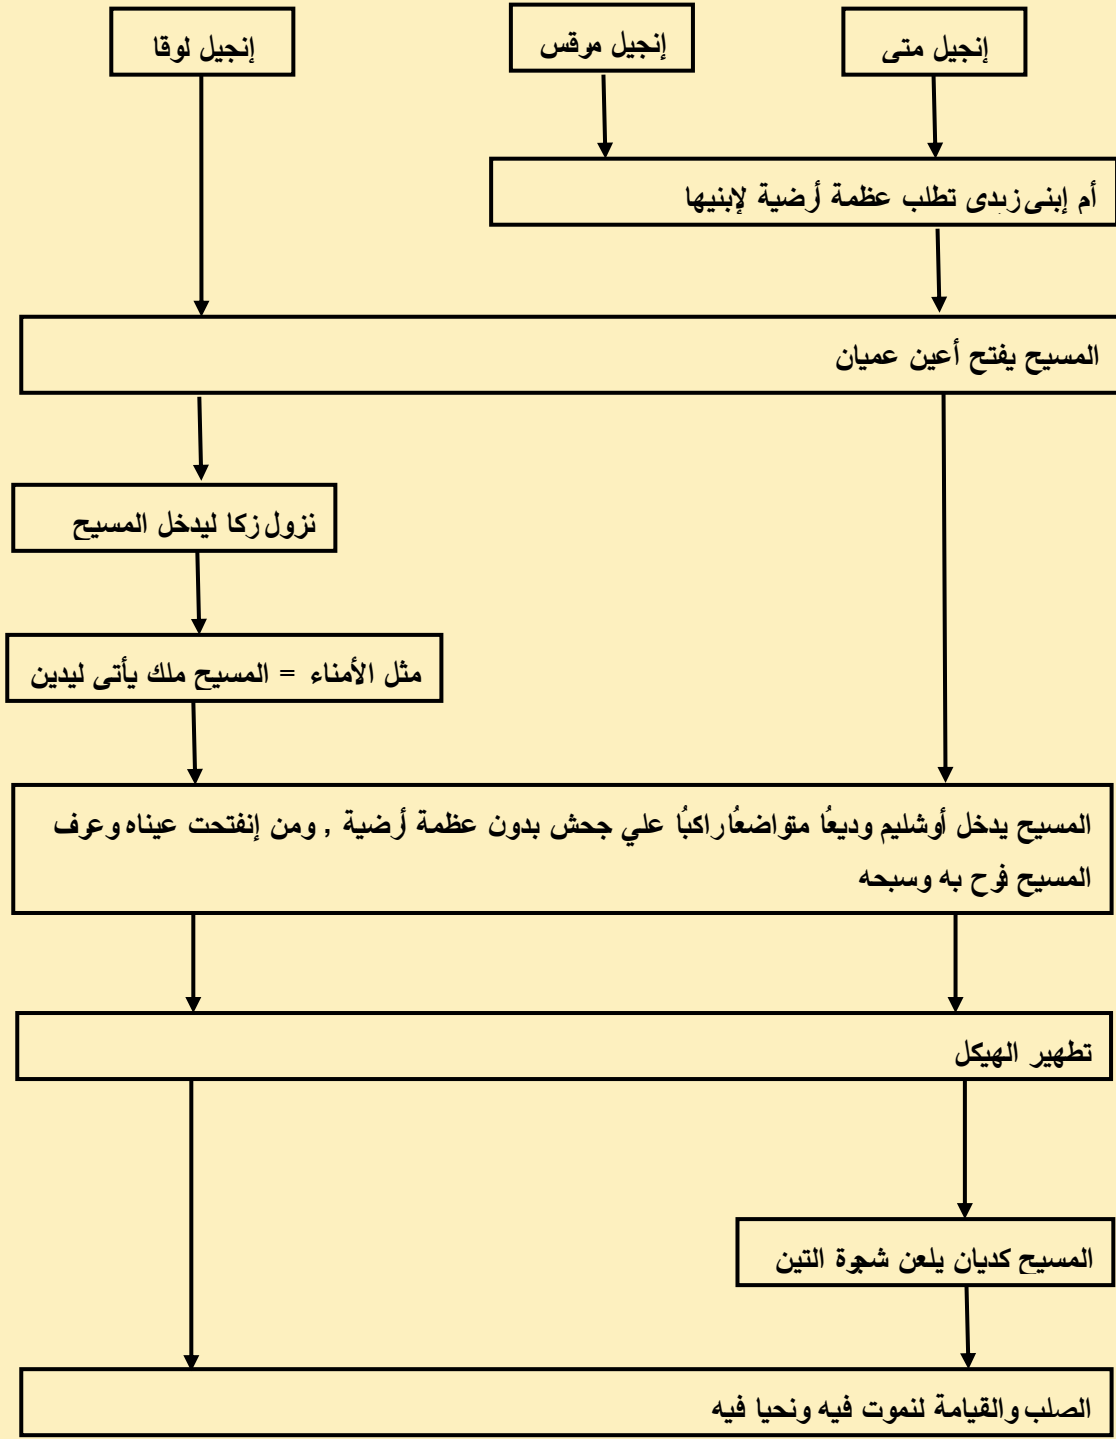 إنجيل متى
إنجيل مرقس
إنجيل لوقا
أم إبنى زبدى تطلب عظمة أرضية لإبنيها
المسيح يفتح أعين عميان
نزول زكا ليدخل المسيح
مثل الأمناء = المسيح ملك يأتى ليدين
المسيح يدخل أوشليم وديعُا متواضعُا راكبُا علي جحش بدون عظمة أرضية , ومن إنفتحت عيناه وعرف
المسيح فرح به وسبحه
تطهير الهيكل
المسيح كديان يلعن شجرة التين
الصلب والقيامة لنموت فيه ونحيا فيه